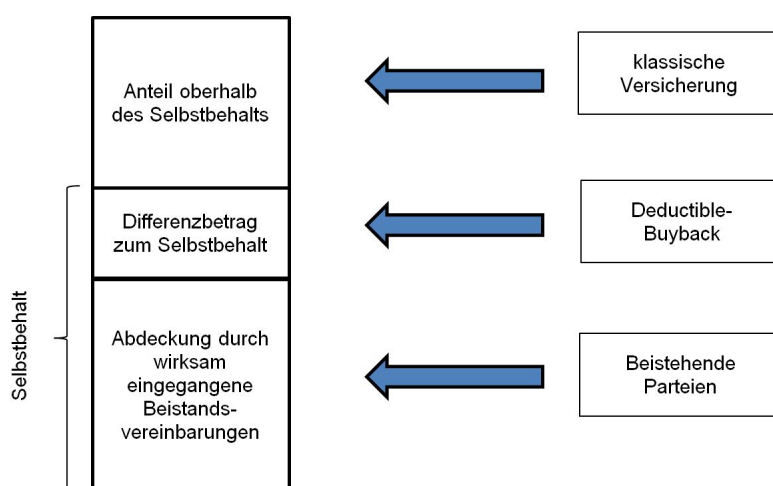 Anteil oberhalb
des Selbstbehalts
klassische
Versicherung
Differenzbetrag
zum Selbstbehalt
Deductible-
Buyback
Selbstbehalt
Abdeckung durch
wirksam
eingegangene
Beistands-
vereinbarungen
Beistehende
Parteien